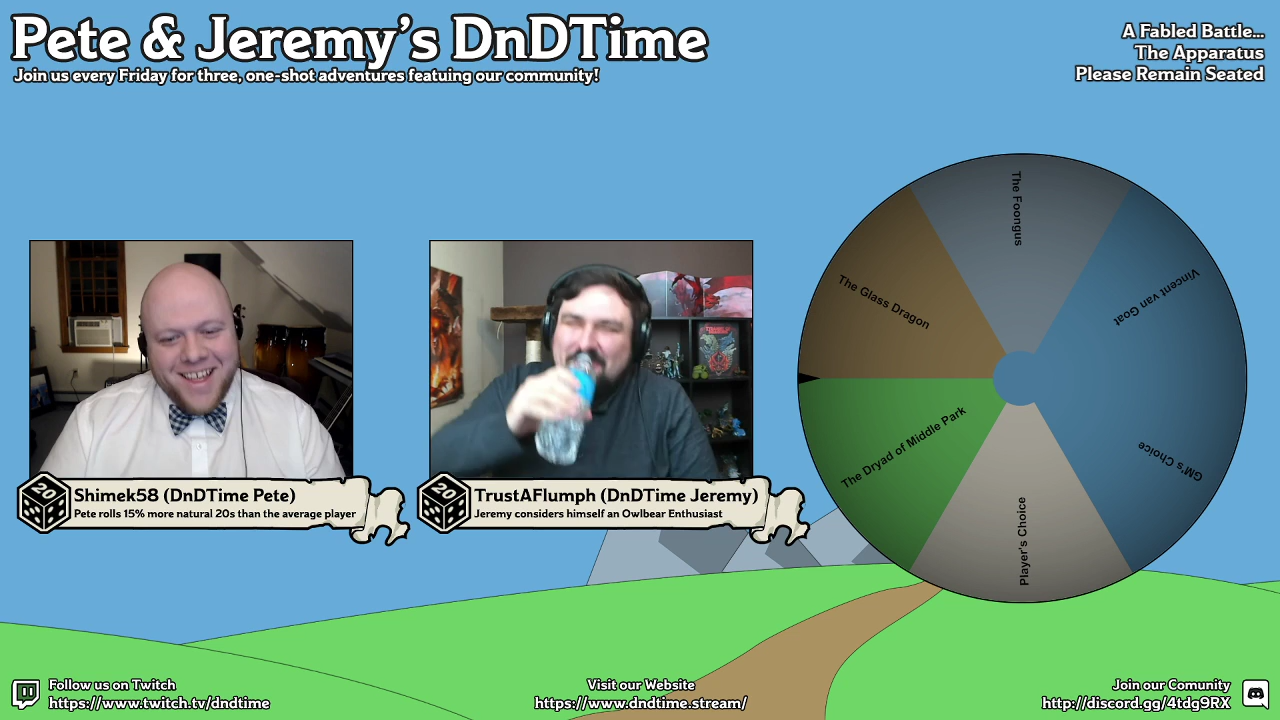 Pete & Jeremy's DnDTime
Join us every Friday for three, one-shot adventures featuing our community!
A Fabled Battle...
The Apparatus
Please Remain Seated
The Foongus
Vincent van Goat
GM's Choice
Player's Choice
The Dryad of Middle Park
The Glass Dragon
20
Shimek58 (DnDTime Pete)
Pete rolls 15% more natural 20s than the average player
20
TrustAFlumph (DnDTime Jeremy)
Jeremy considers himself an Owlbear Enthusiast
Follow us on Twitch
https://www.twitch.tv/dndtime
Visit our Website
https://www.dndtime.stream/
Join our Comunity
http://discord.gg/4tdg9RX